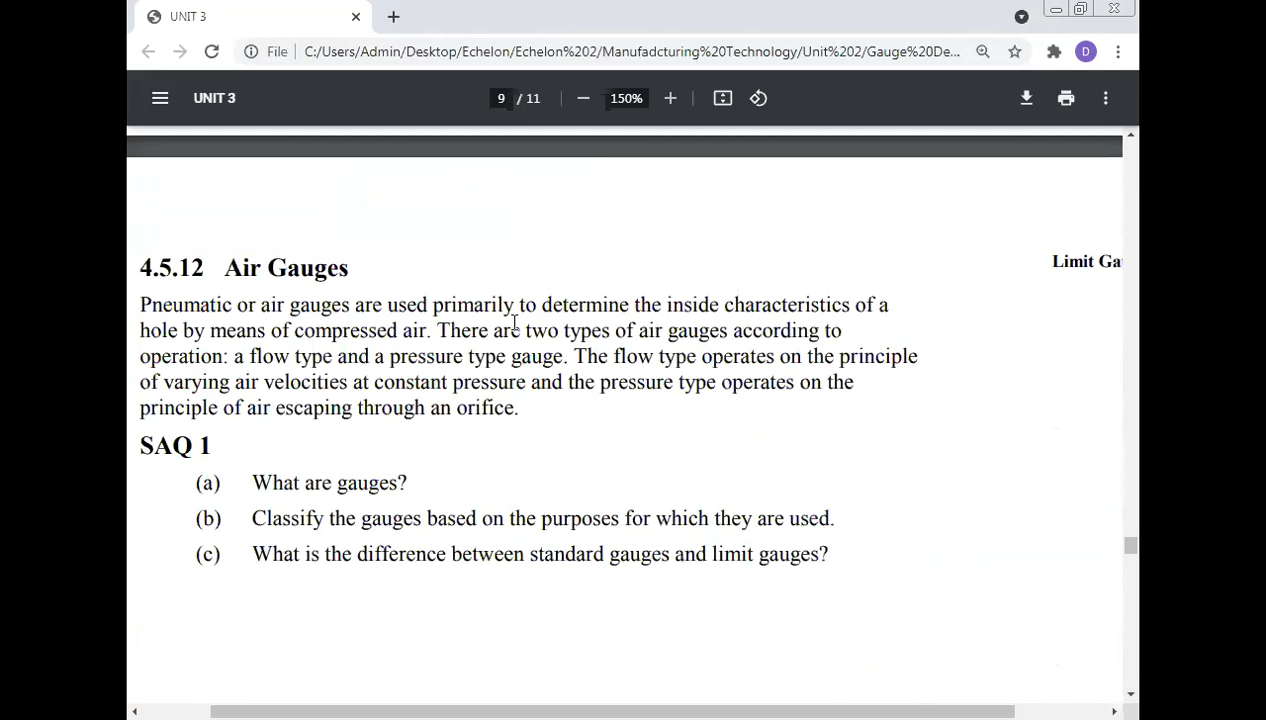 UNIT 3
File C:/Users/Admin/Desktop/Echelon/Echelon%202/Manufadcturing%20Technology/Unit%202/Gauge%20De...
D
UNIT 3
9 / 11
150%
4.5.12 Air Gauges
Limit Ga
Pneumatic or air gauges are used primarily to determine the inside characteristics of a
hole by means of compressed air. There are two types of air gauges according to
operation: a flow type and a pressure type gauge. The flow type operates on the principle
of varying air velocities at constant pressure and the pressure type operates on the
principle of air escaping through an orifice.
SAQ 1
(a) What are gauges?
(b) Classify the gauges based on the purposes for which they are used.
(c) What is the difference between standard gauges and limit gauges?